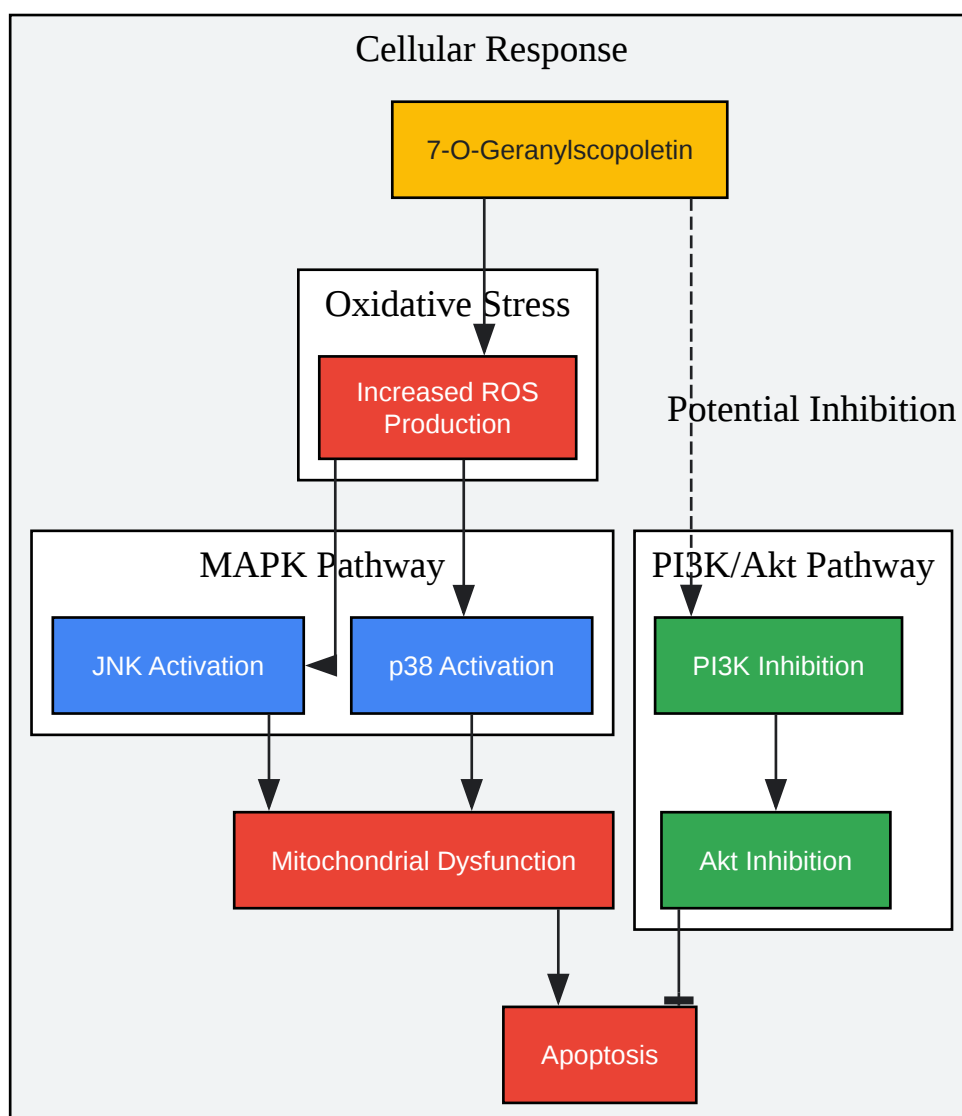 Cellular Response
7-O-Geranylscopoletin
Oxidative Stress
Increased ROS
Production
Potential Inhibition
MAPK Pathway
PI3K/Akt Pathway
JNK Activation
p38 Activation
PI3K Inhibition
Mitochondrial Dysfunction
Akt Inhibition
Apoptosis